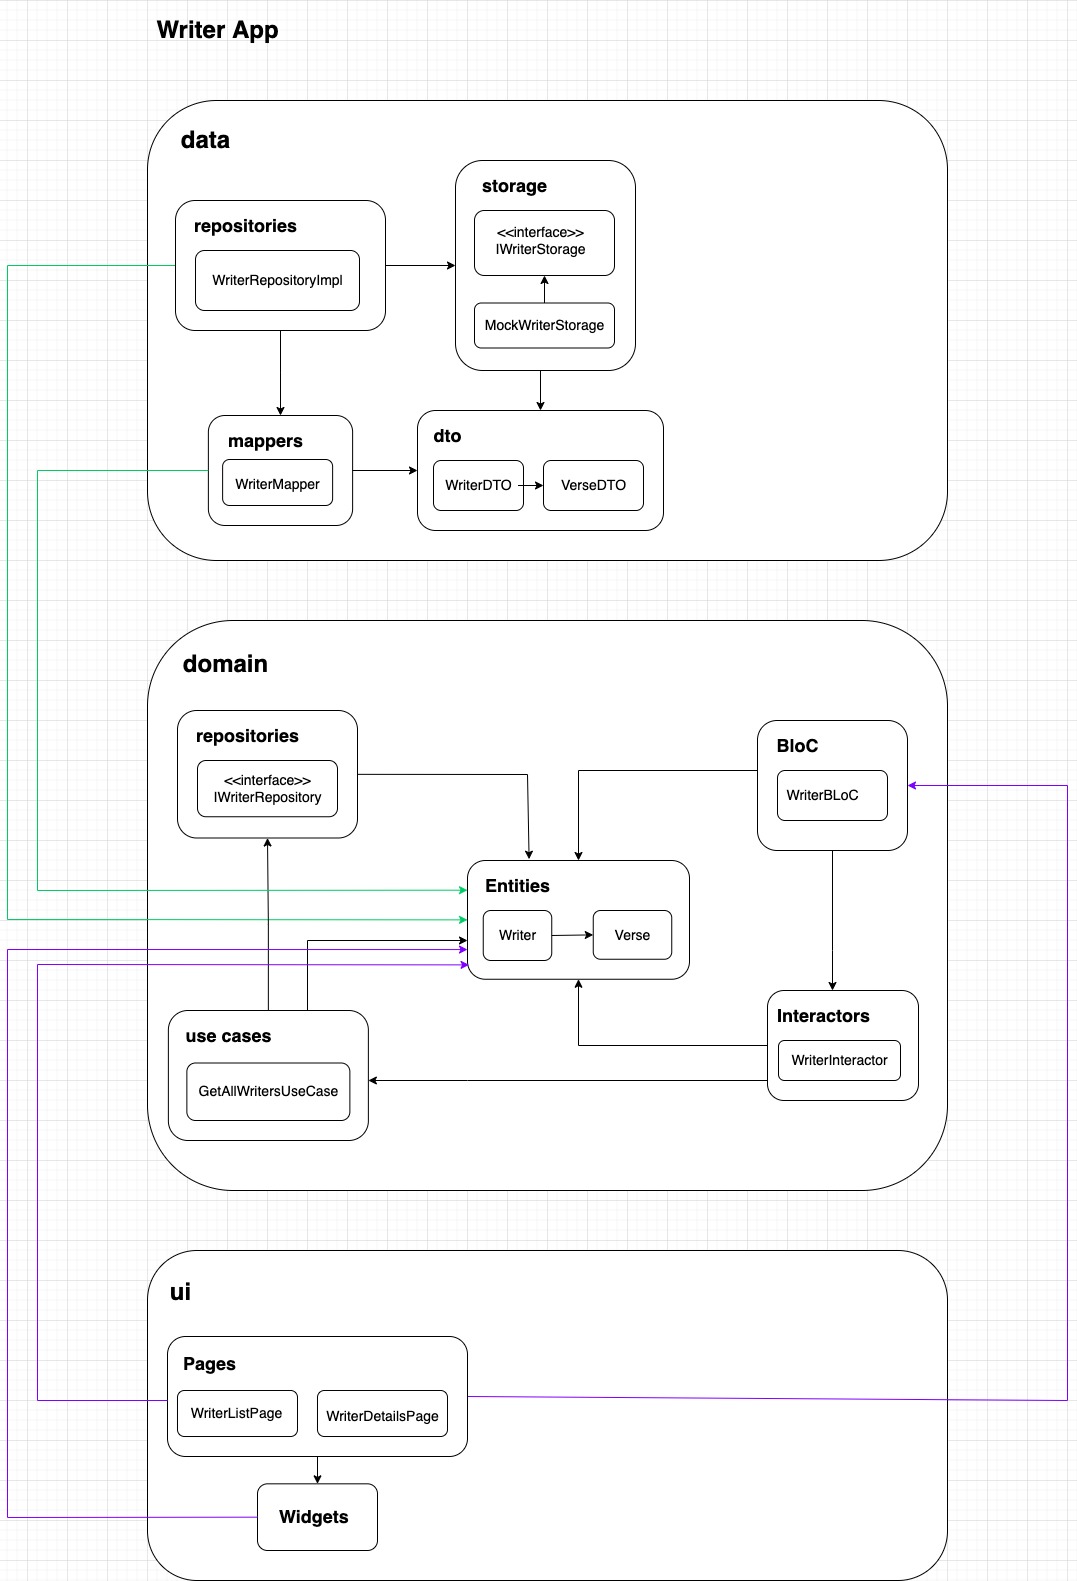 Writer App
data
storage
<<interface>>
IWriterStorage
MockWriterStorage
repositories
WriterRepositoryImpl
mappers
WriterMapper
dto
WriterDTO
VerseDTO
domain
repositories
<<interface>>
IWriterRepository
BloC
WriterBLoC
Entities
Writer
Verse
use cases
GetAllWritersUseCase
Interactors
WriterInteractor
ui
Pages
WriterListPage
WriterDetailsPage
Widgets